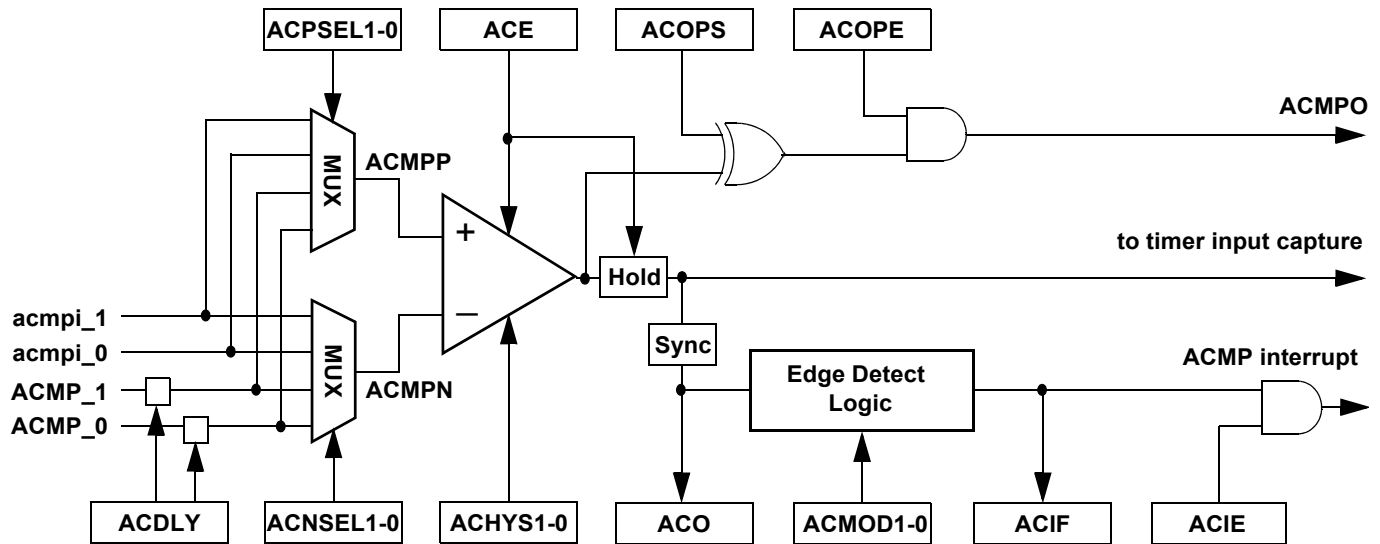 ACPSEL1-0
ACE
ACOPS
ACOPE
ACMPO
MUX
ACMPP
+
to timer input capture
Hold
acmpi_1
acmpi_0
ACMP_1
ACMP_0
MUX
ACMPN
–
Sync
Edge Detect
Logic
ACMP interrupt
ACDLY
ACNSEL1-0
ACHYS1-0
ACO
ACMOD1-0
ACIF
ACIE